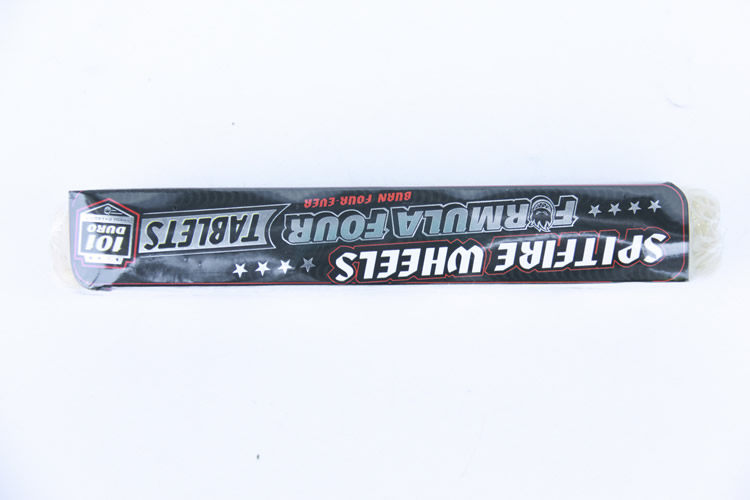 SPITFIRE WHEELS
FORMULA FOUR
TABLETS
BURN FOUR-EVER
101
DURO